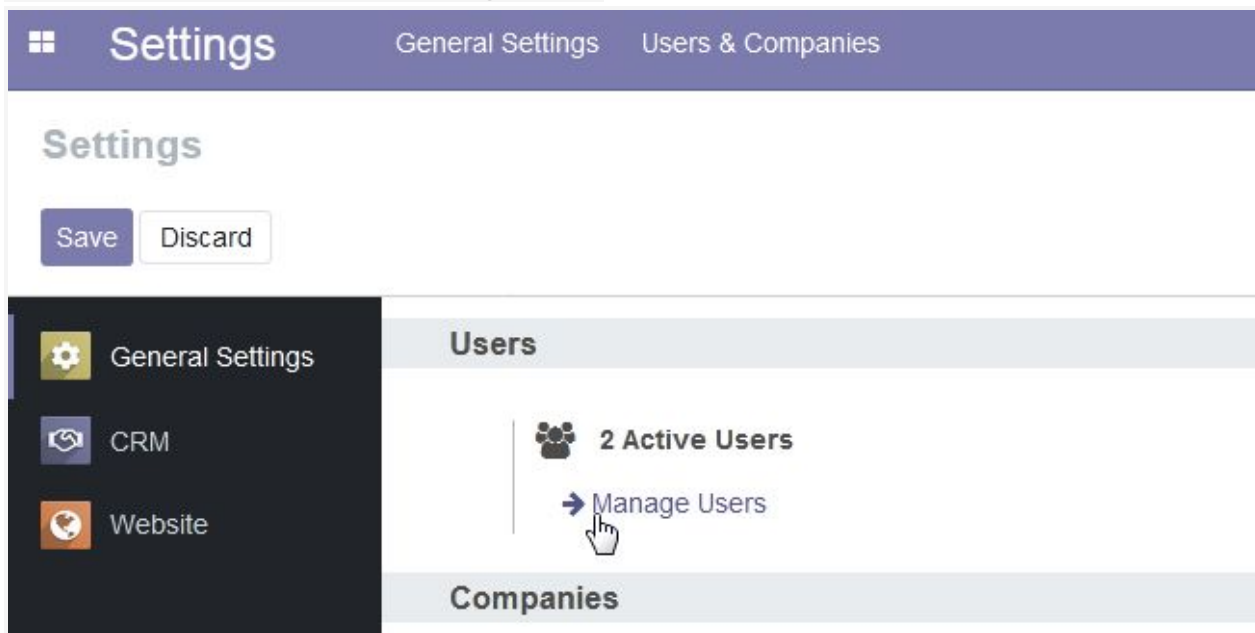 Settings General Settings Users & Companies
Settings
Save Discard
General Settings
CRM
Website
Users
2 Active Users
Manage Users
Companies